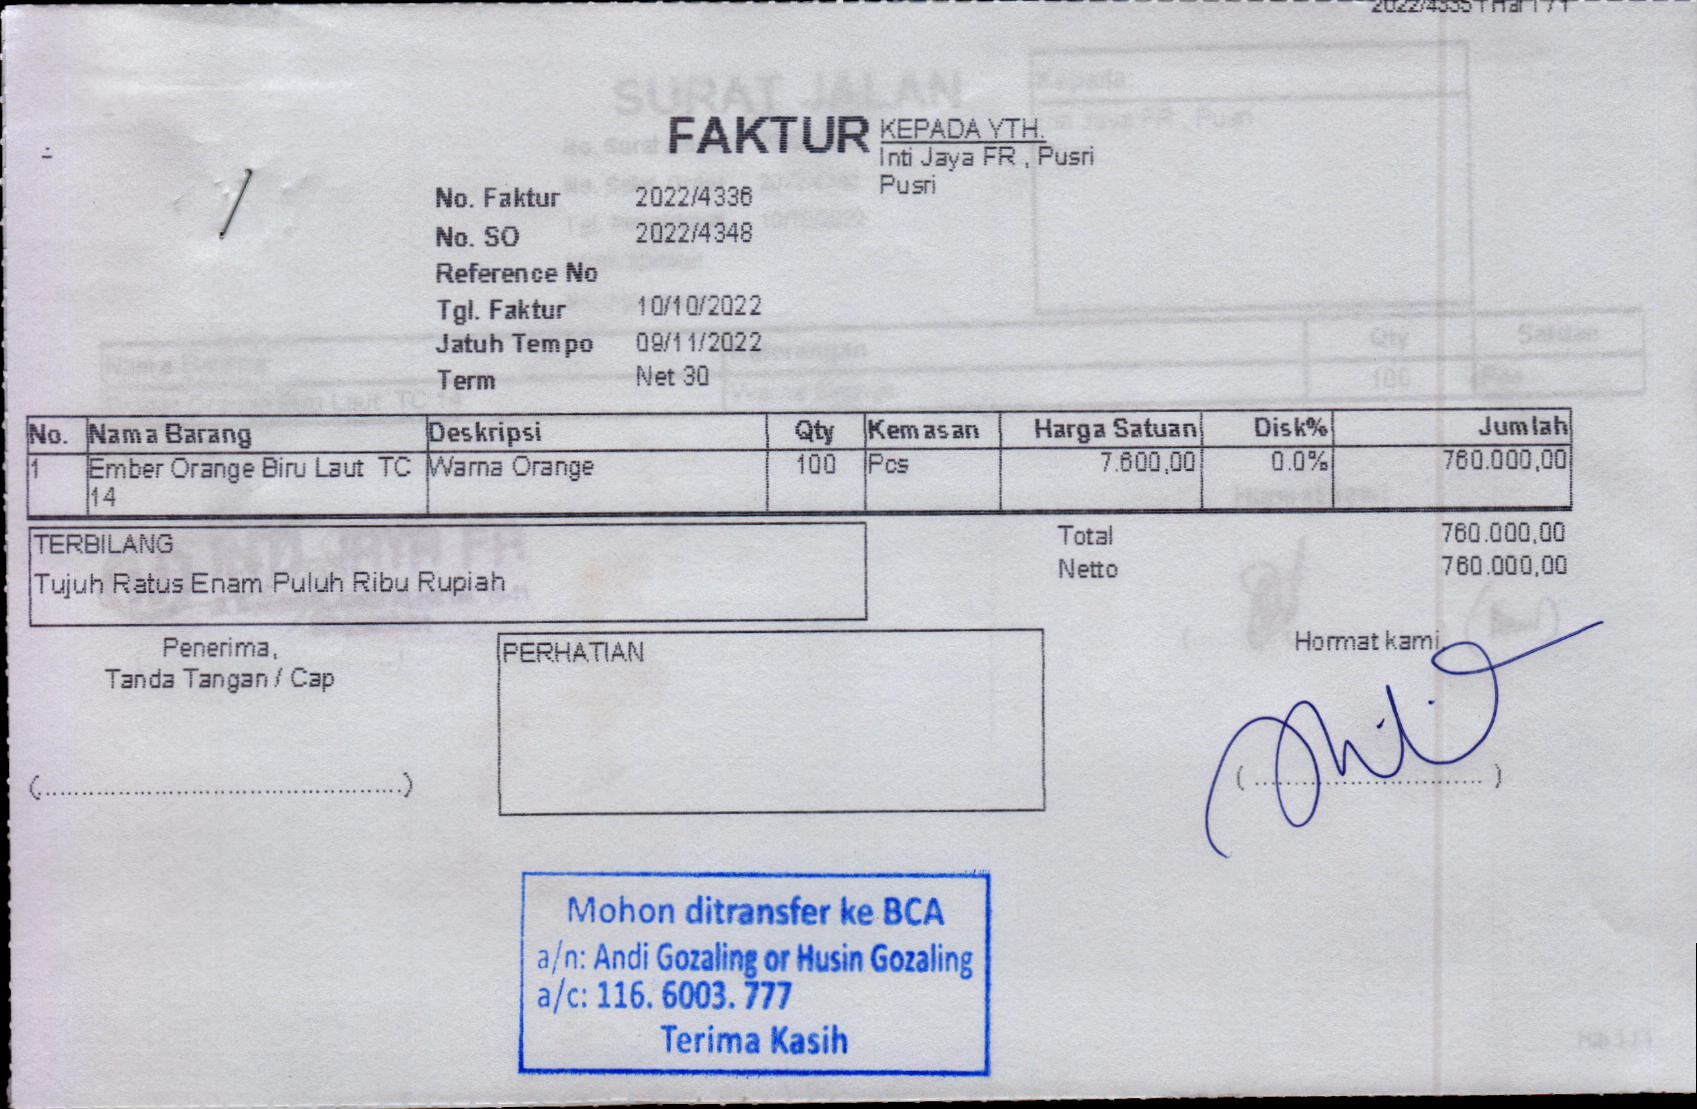 FAKTUR
KEPADA YTH.
Inti Jaya FR , Pusri
Pusri
No. Faktur 2022/4336
No. SO 2022/4348
Reference No
Tgl. Faktur 10/10/2022
Jatuh Tempo 09/11/2022
Term Net 30
No. Nama Barang Deskripsi Qty Kemasan Harga Satuan Disk% Jumlah
1 Ember Orange Biru Laut TC Warna Orange 100 Pcs 7.600,00 0.0% 760.000,00
14
TERBILANG
Tujuh Ratus Enam Puluh Ribu Rupiah
Total 760.000,00
Netto 760.000,00
Penerima,
Tanda Tangan / Cap
PERHATIAN
Hormat kami,
(................................................)
( ................................ )
Mohon ditransfer ke BCA
a/n: Andi Gozaling or Husin Gozaling
a/c: 116. 6003. 777
Terima Kasih